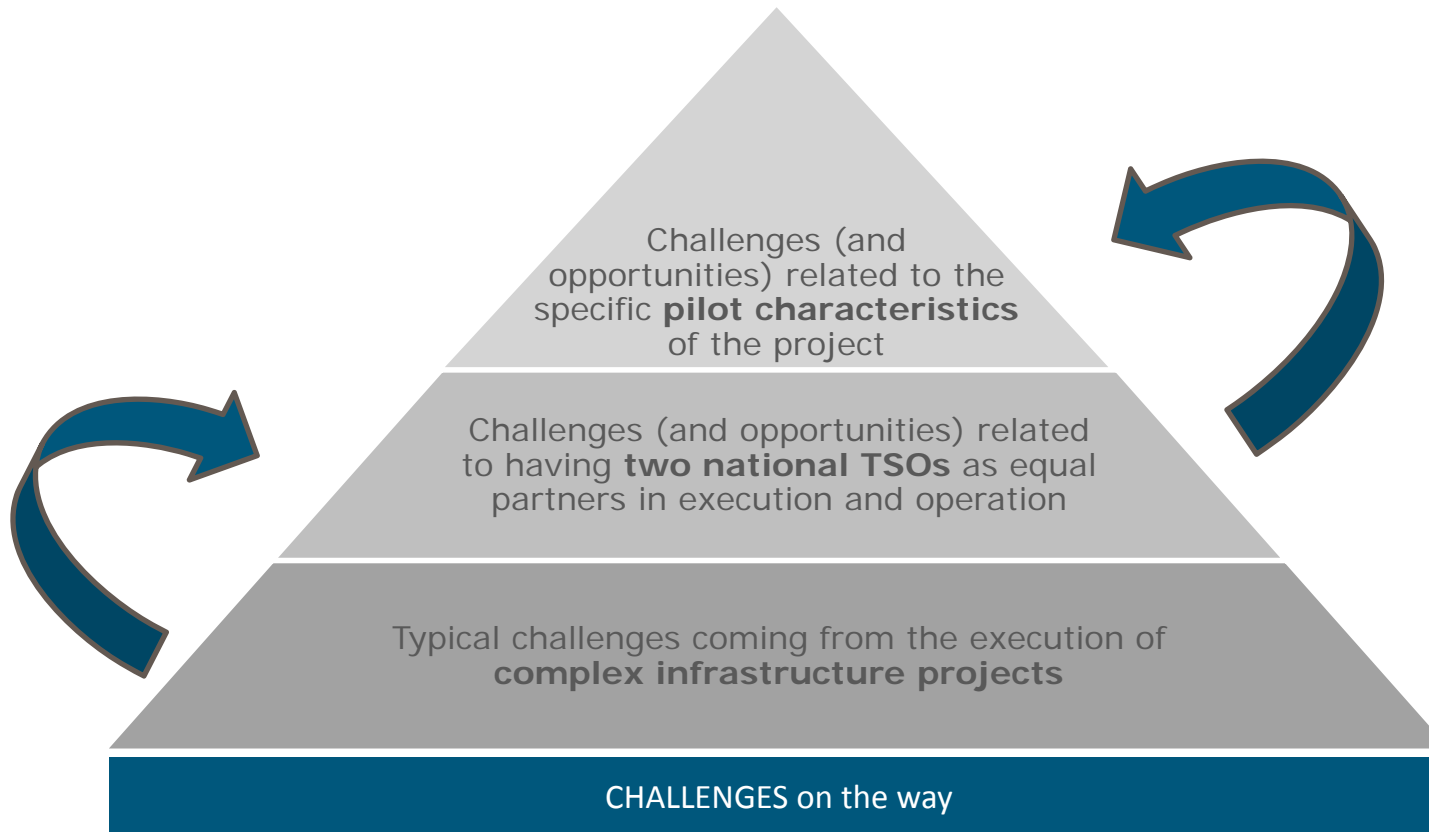 Challenges (and
opportunities) related to the
specific pilot characteristics
of the project
Challenges (and opportunities) related
to having two national TSOs as equal
partners in execution and operation
Typical challenges coming from the execution of
complex infrastructure projects
CHALLENGES on the way